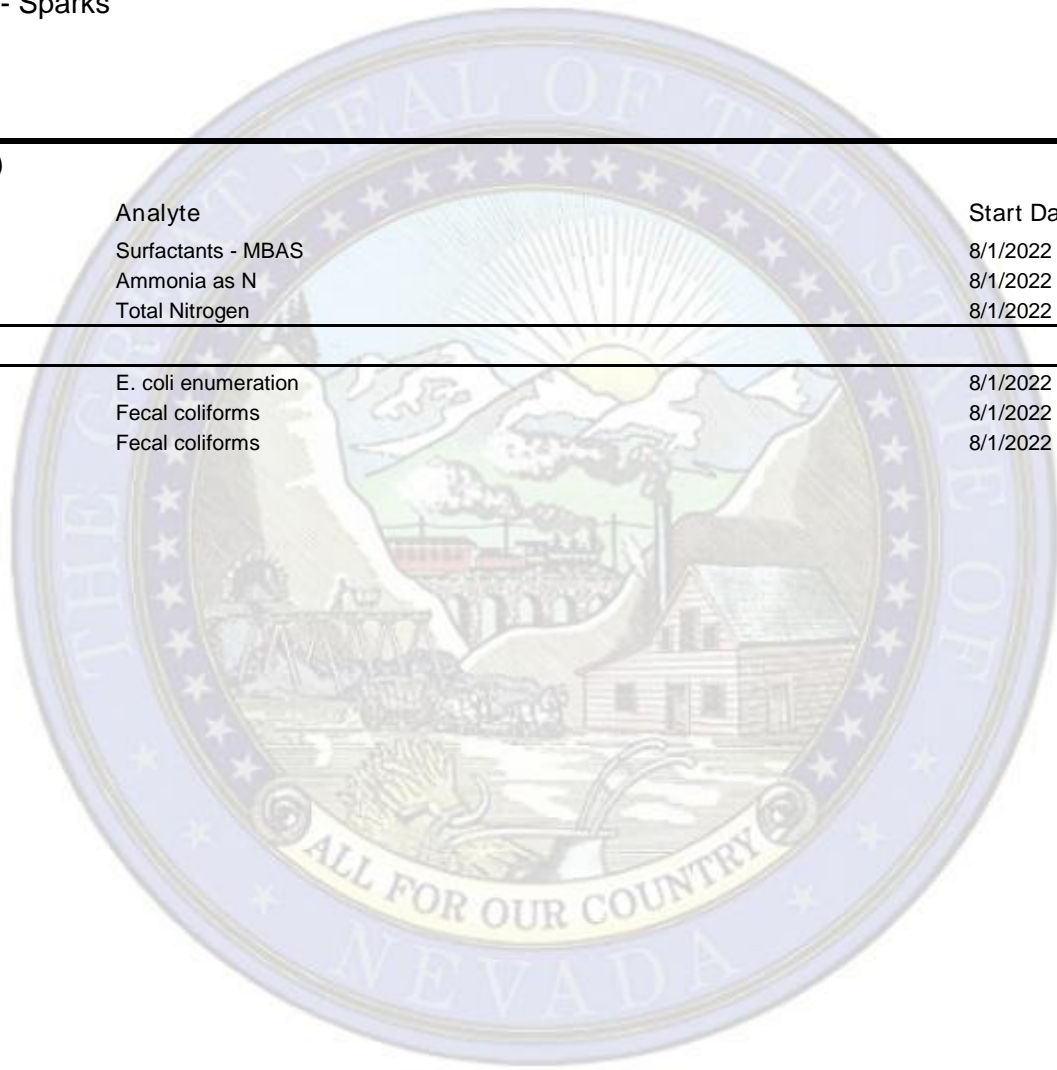 - Sparks
)
Analyte Start Da
Surfactants - MBAS 8/1/2022
Ammonia as N 8/1/2022
Total Nitrogen 8/1/2022
E. coli enumeration 8/1/2022
Fecal coliforms 8/1/2022
Fecal coliforms 8/1/2022
THE GREAT SEAL OF THE STATE OF
ALL FOR OUR COUNTRY
NEVADA